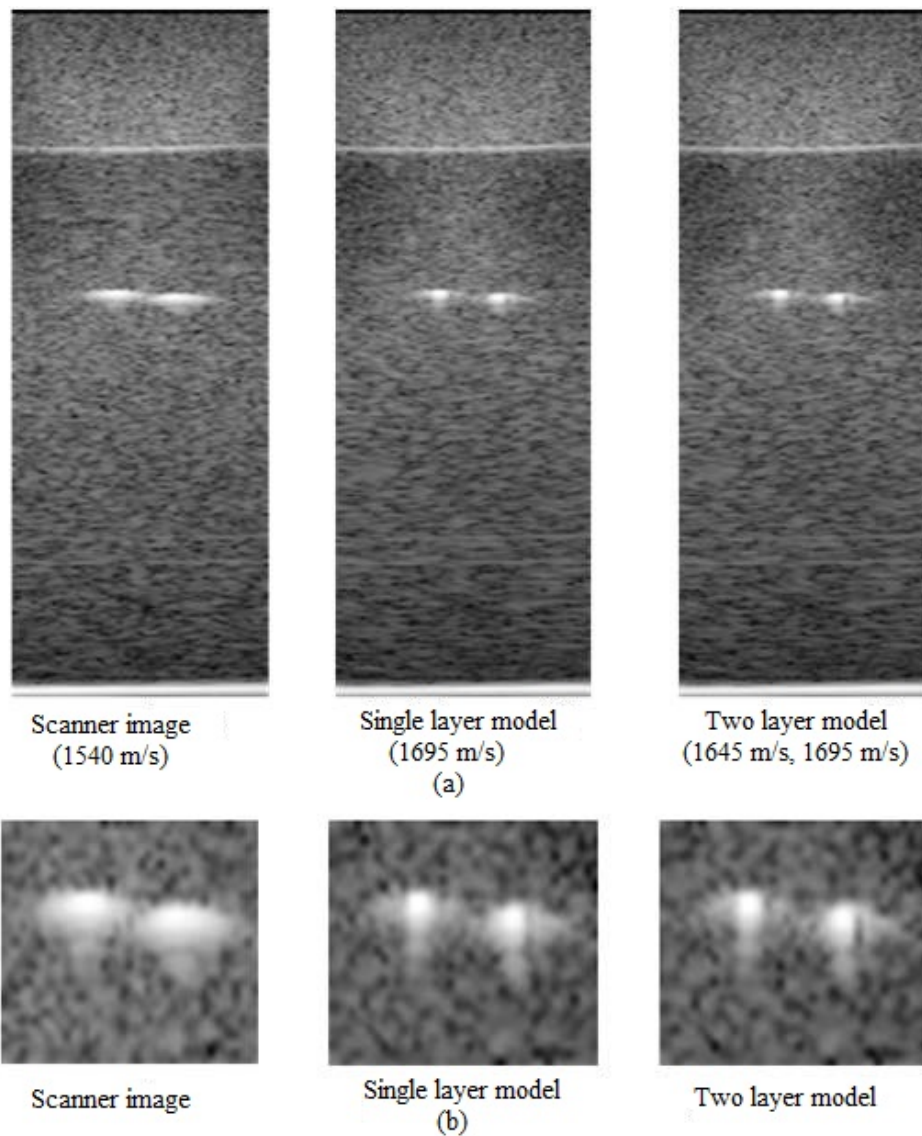 Scanner image
(1540 m/s)
Single layer model
(1695 m/s)
Two layer model
(1645 m/s, 1695 m/s)
(a)
Scanner image
Single layer model
Two layer model
(b)